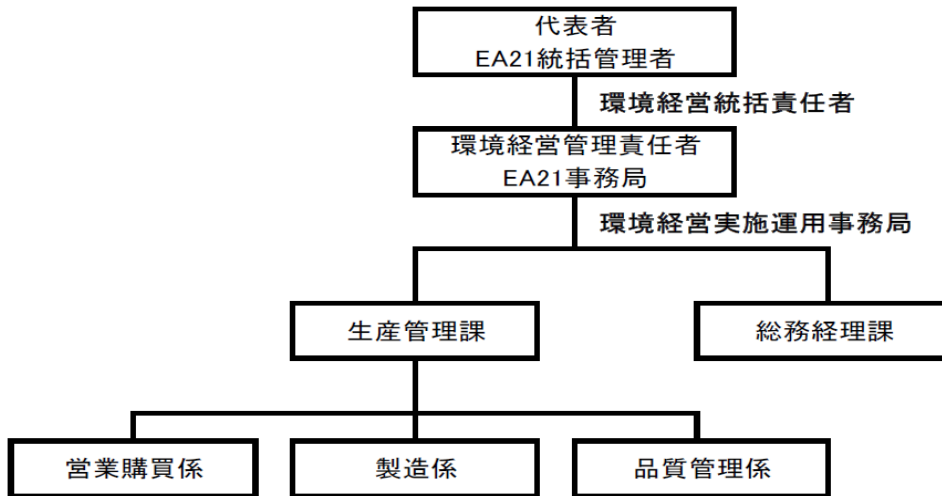 代表者
EA21統括管理者
環境経営統括責任者
環境経営管理責任者
EA21事務局
環境経営実施運用事務局
生産管理課
総務経理課
営業購買係
製造係
品質管理係